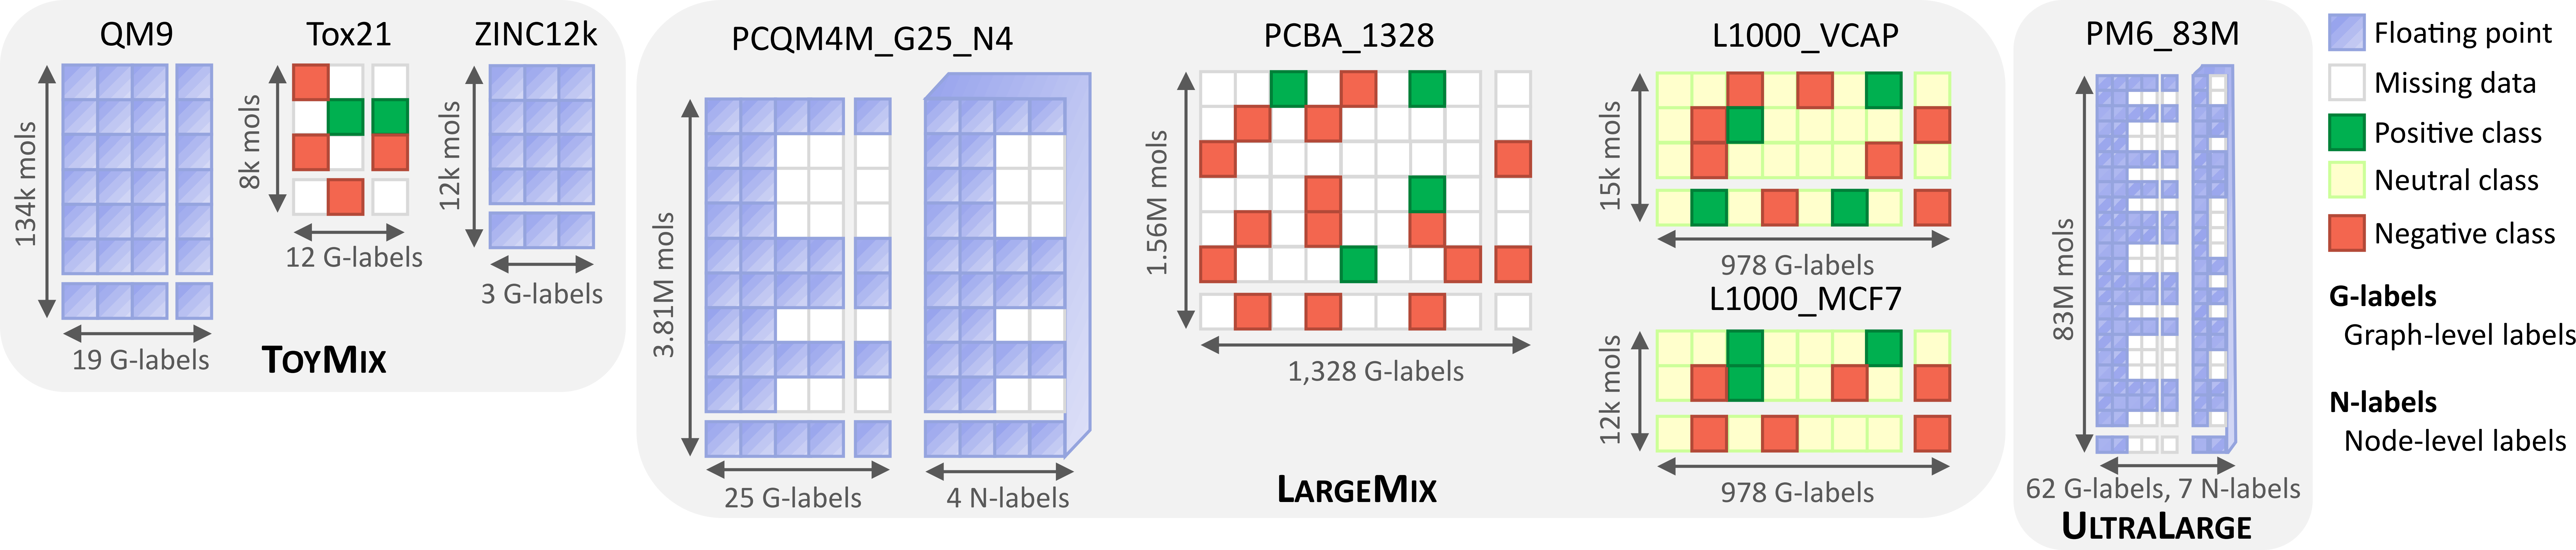 QM9
134k mols
19 G-labels
Tox21
8k mols
12 G-labels
ZINC12k
12k mols
3 G-labels
TOYMIX
PCQM4M_G25_N4
3.81M mols
25 G-labels
4 N-labels
PCBA_1328
1.56M mols
1,328 G-labels
L1000_VCAP
15k mols
978 G-labels
L1000_MCF7
12k mols
978 G-labels
LARGEMIX
PM6_83M
83M mols
62 G-labels, 7 N-labels
ULTRALARGE
Floating point
Missing data
Positive class
Neutral class
Negative class
G-labels
Graph-level labels
N-labels
Node-level labels